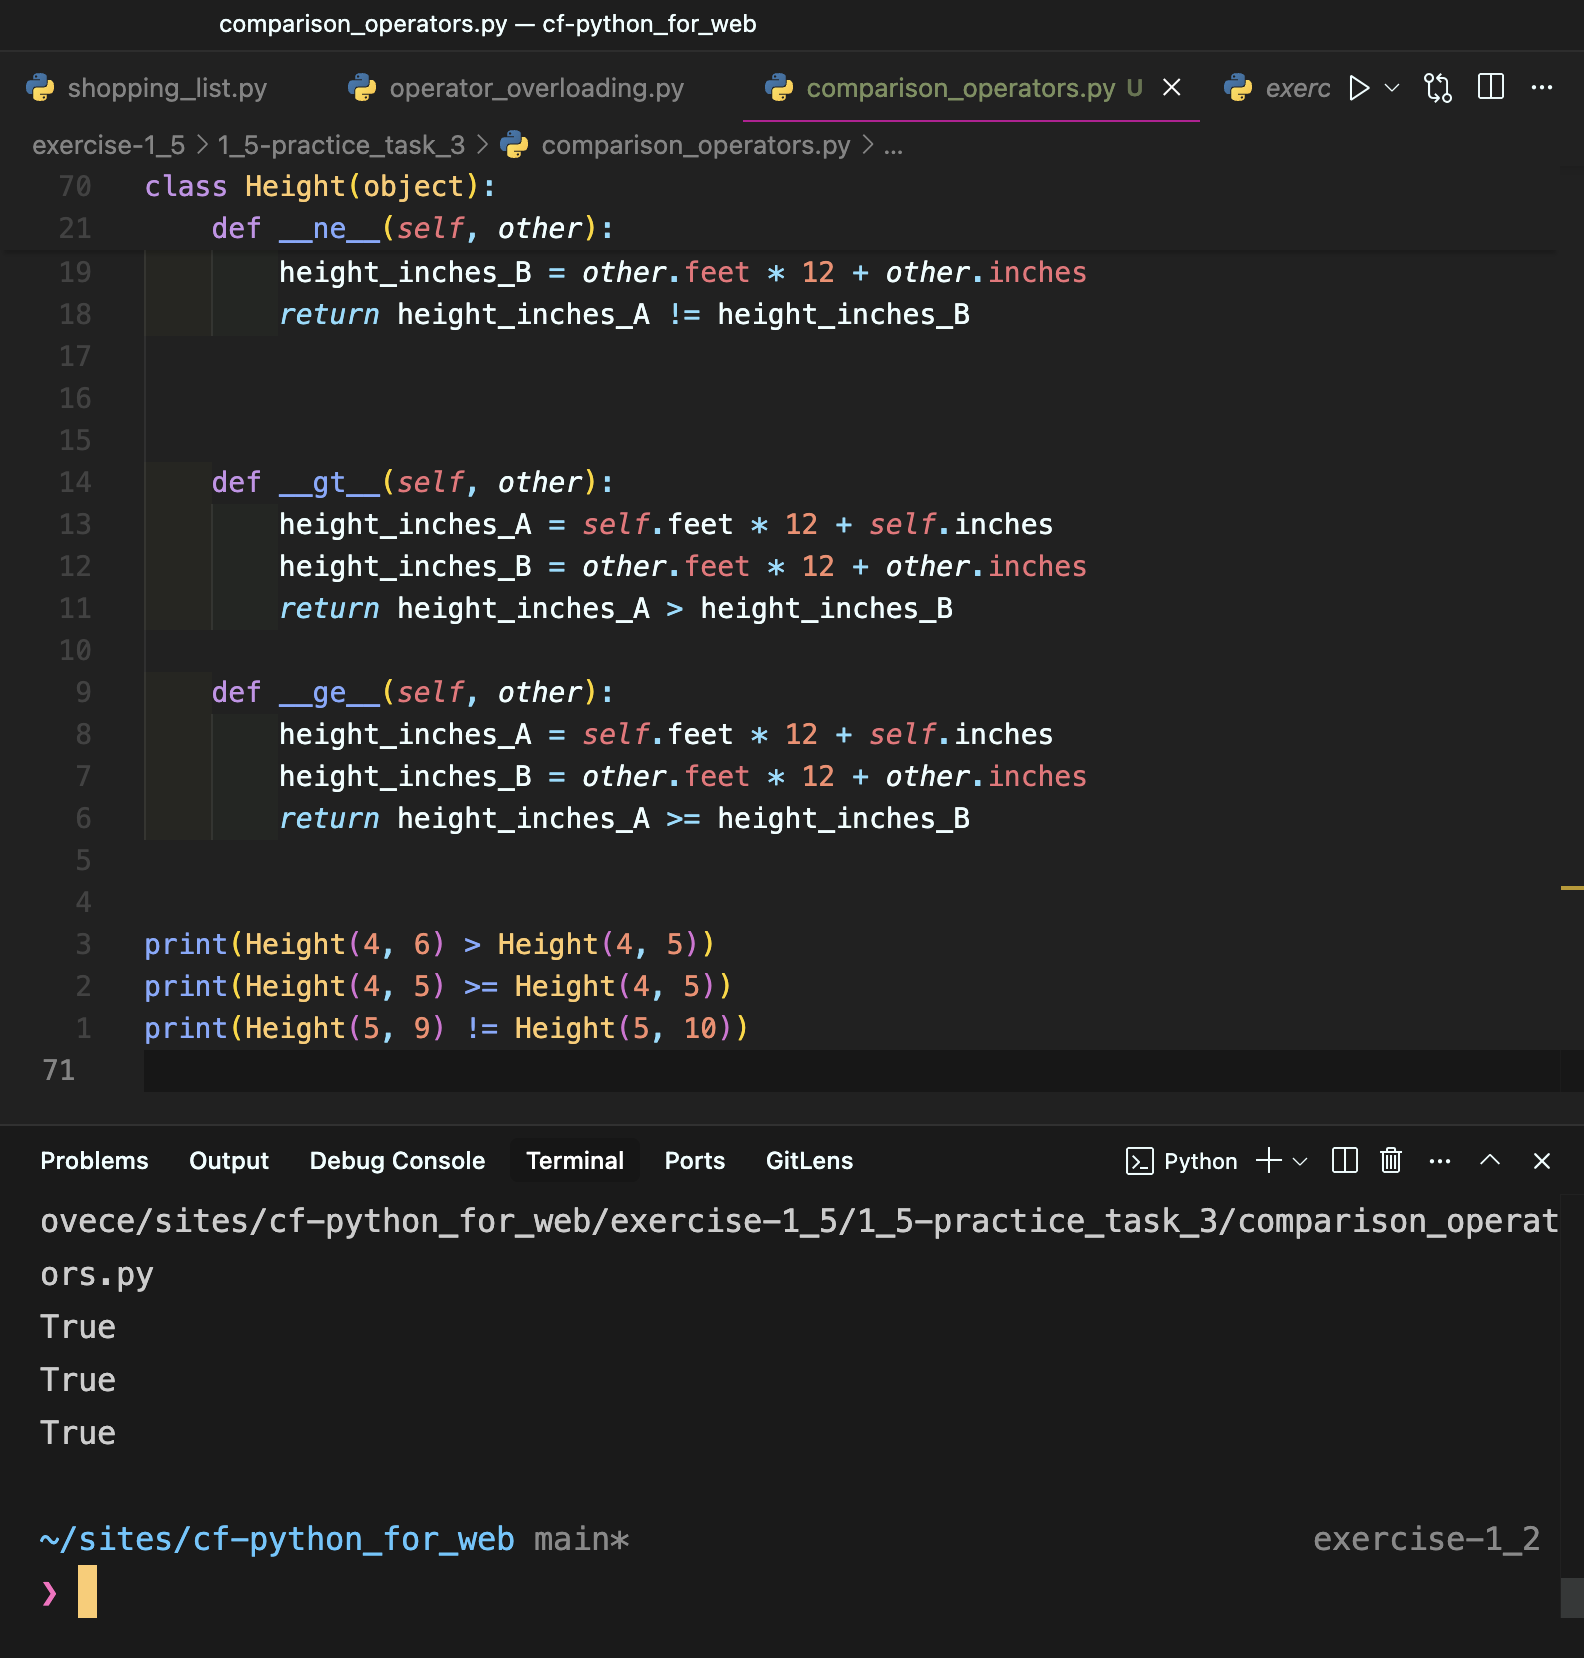 comparison_operators.py — cf-python_for_web
shopping_list.py operator_overloading.py comparison_operators.py U exerc
exercise-1_5 > 1_5-practice_task_3 > comparison_operators.py > ...
70 class Height(object):
21     def __ne__(self, other):
19         height_inches_B = other.feet * 12 + other.inches
18         return height_inches_A != height_inches_B
17
16
15
14     def __gt__(self, other):
13         height_inches_A = self.feet * 12 + self.inches
12         height_inches_B = other.feet * 12 + other.inches
11         return height_inches_A > height_inches_B
10
9     def __ge__(self, other):
8         height_inches_A = self.feet * 12 + self.inches
7         height_inches_B = other.feet * 12 + other.inches
6         return height_inches_A >= height_inches_B
5
4
3 print(Height(4, 6) > Height(4, 5))
2 print(Height(4, 5) >= Height(4, 5))
1 print(Height(5, 9) != Height(5, 10))
71
Problems Output Debug Console Terminal Ports GitLens Python
ovece/sites/cf-python_for_web/exercise-1_5/1_5-practice_task_3/comparison_operat
ors.py
True
True
True
~/sites/cf-python_for_web main* exercise-1_2
❯